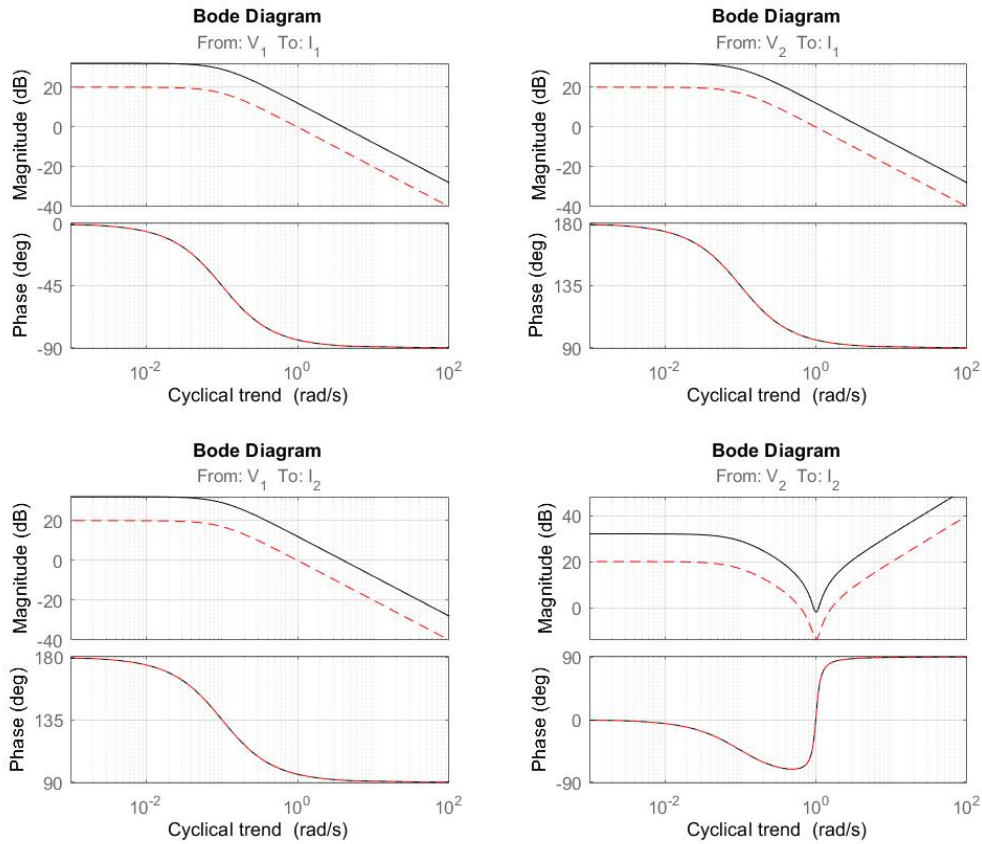 Bode Diagram
From: V1 To: I1
Magnitude (dB)
20
0
-20
-40
Phase (deg)
0
-45
-90
10-2
100
102
Cyclical trend (rad/s)
Bode Diagram
From: V2 To: I1
Magnitude (dB)
20
0
-20
-40
Phase (deg)
180
135
90
10-2
100
102
Cyclical trend (rad/s)
Bode Diagram
From: V1 To: I2
Magnitude (dB)
20
0
-20
-40
Phase (deg)
180
135
90
10-2
100
102
Cyclical trend (rad/s)
Bode Diagram
From: V2 To: I2
Magnitude (dB)
40
20
0
Phase (deg)
90
0
-90
10-2
100
102
Cyclical trend (rad/s)